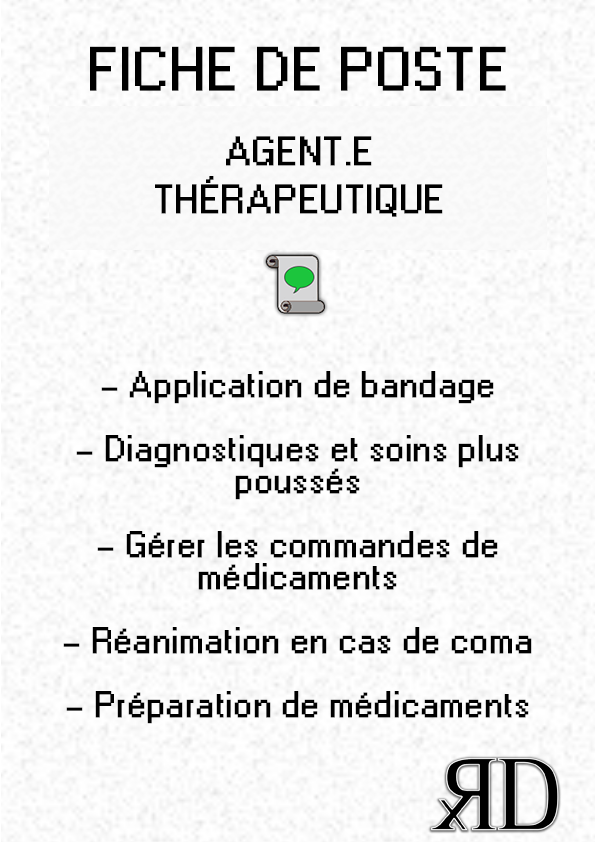 FICHE DE POSTE
AGENT.E
THÉRAPEUTIQUE
- Application de bandage
- Diagnostiques et soins plus
poussés
- Gérer les commandes de
médicaments
- Réanimation en cas de coma
- Préparation de médicaments